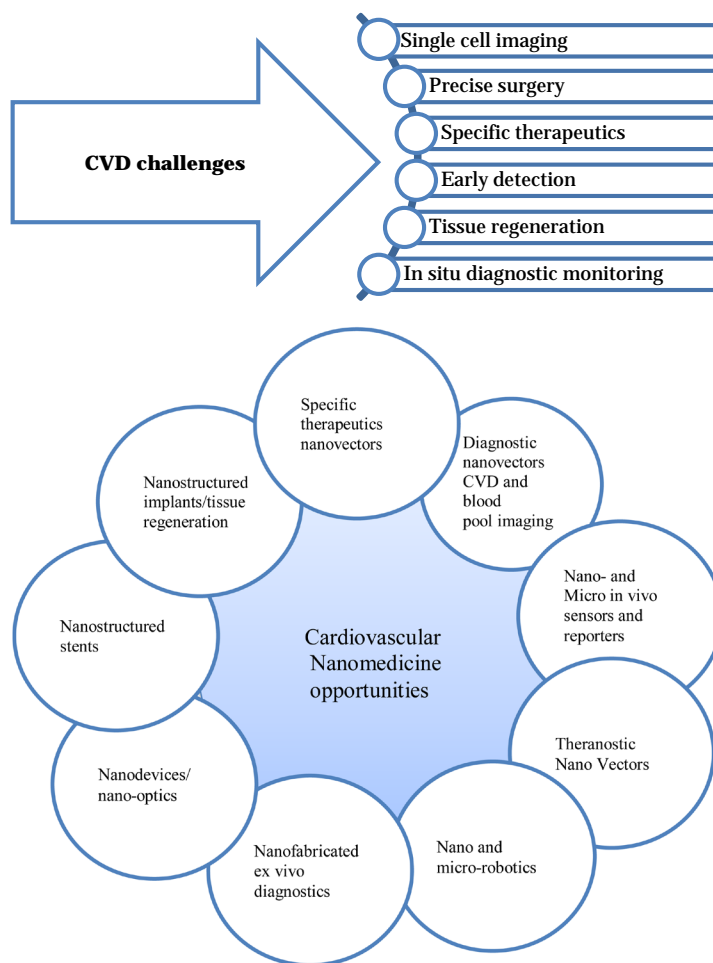 Single cell imaging
Precise surgery
CVD challenges
Specific therapeutics
Early detection
Tissue regeneration
In situ diagnostic monitoring
Specific
therapeutics
nanovectors
Diagnostic
nanovectors
CVD and
blood
pool imaging
Nanostructured
implants/tissue
regeneration
Nano- and
Micro in vivo
sensors and
reporters
Nanostructured
stents
Cardiovascular
Nanomedicine
opportunities
Theranostic
Nano Vectors
Nanodevices/
nano-optics
Nanofabricated
ex vivo
diagnostics
Nano and
micro-robotics